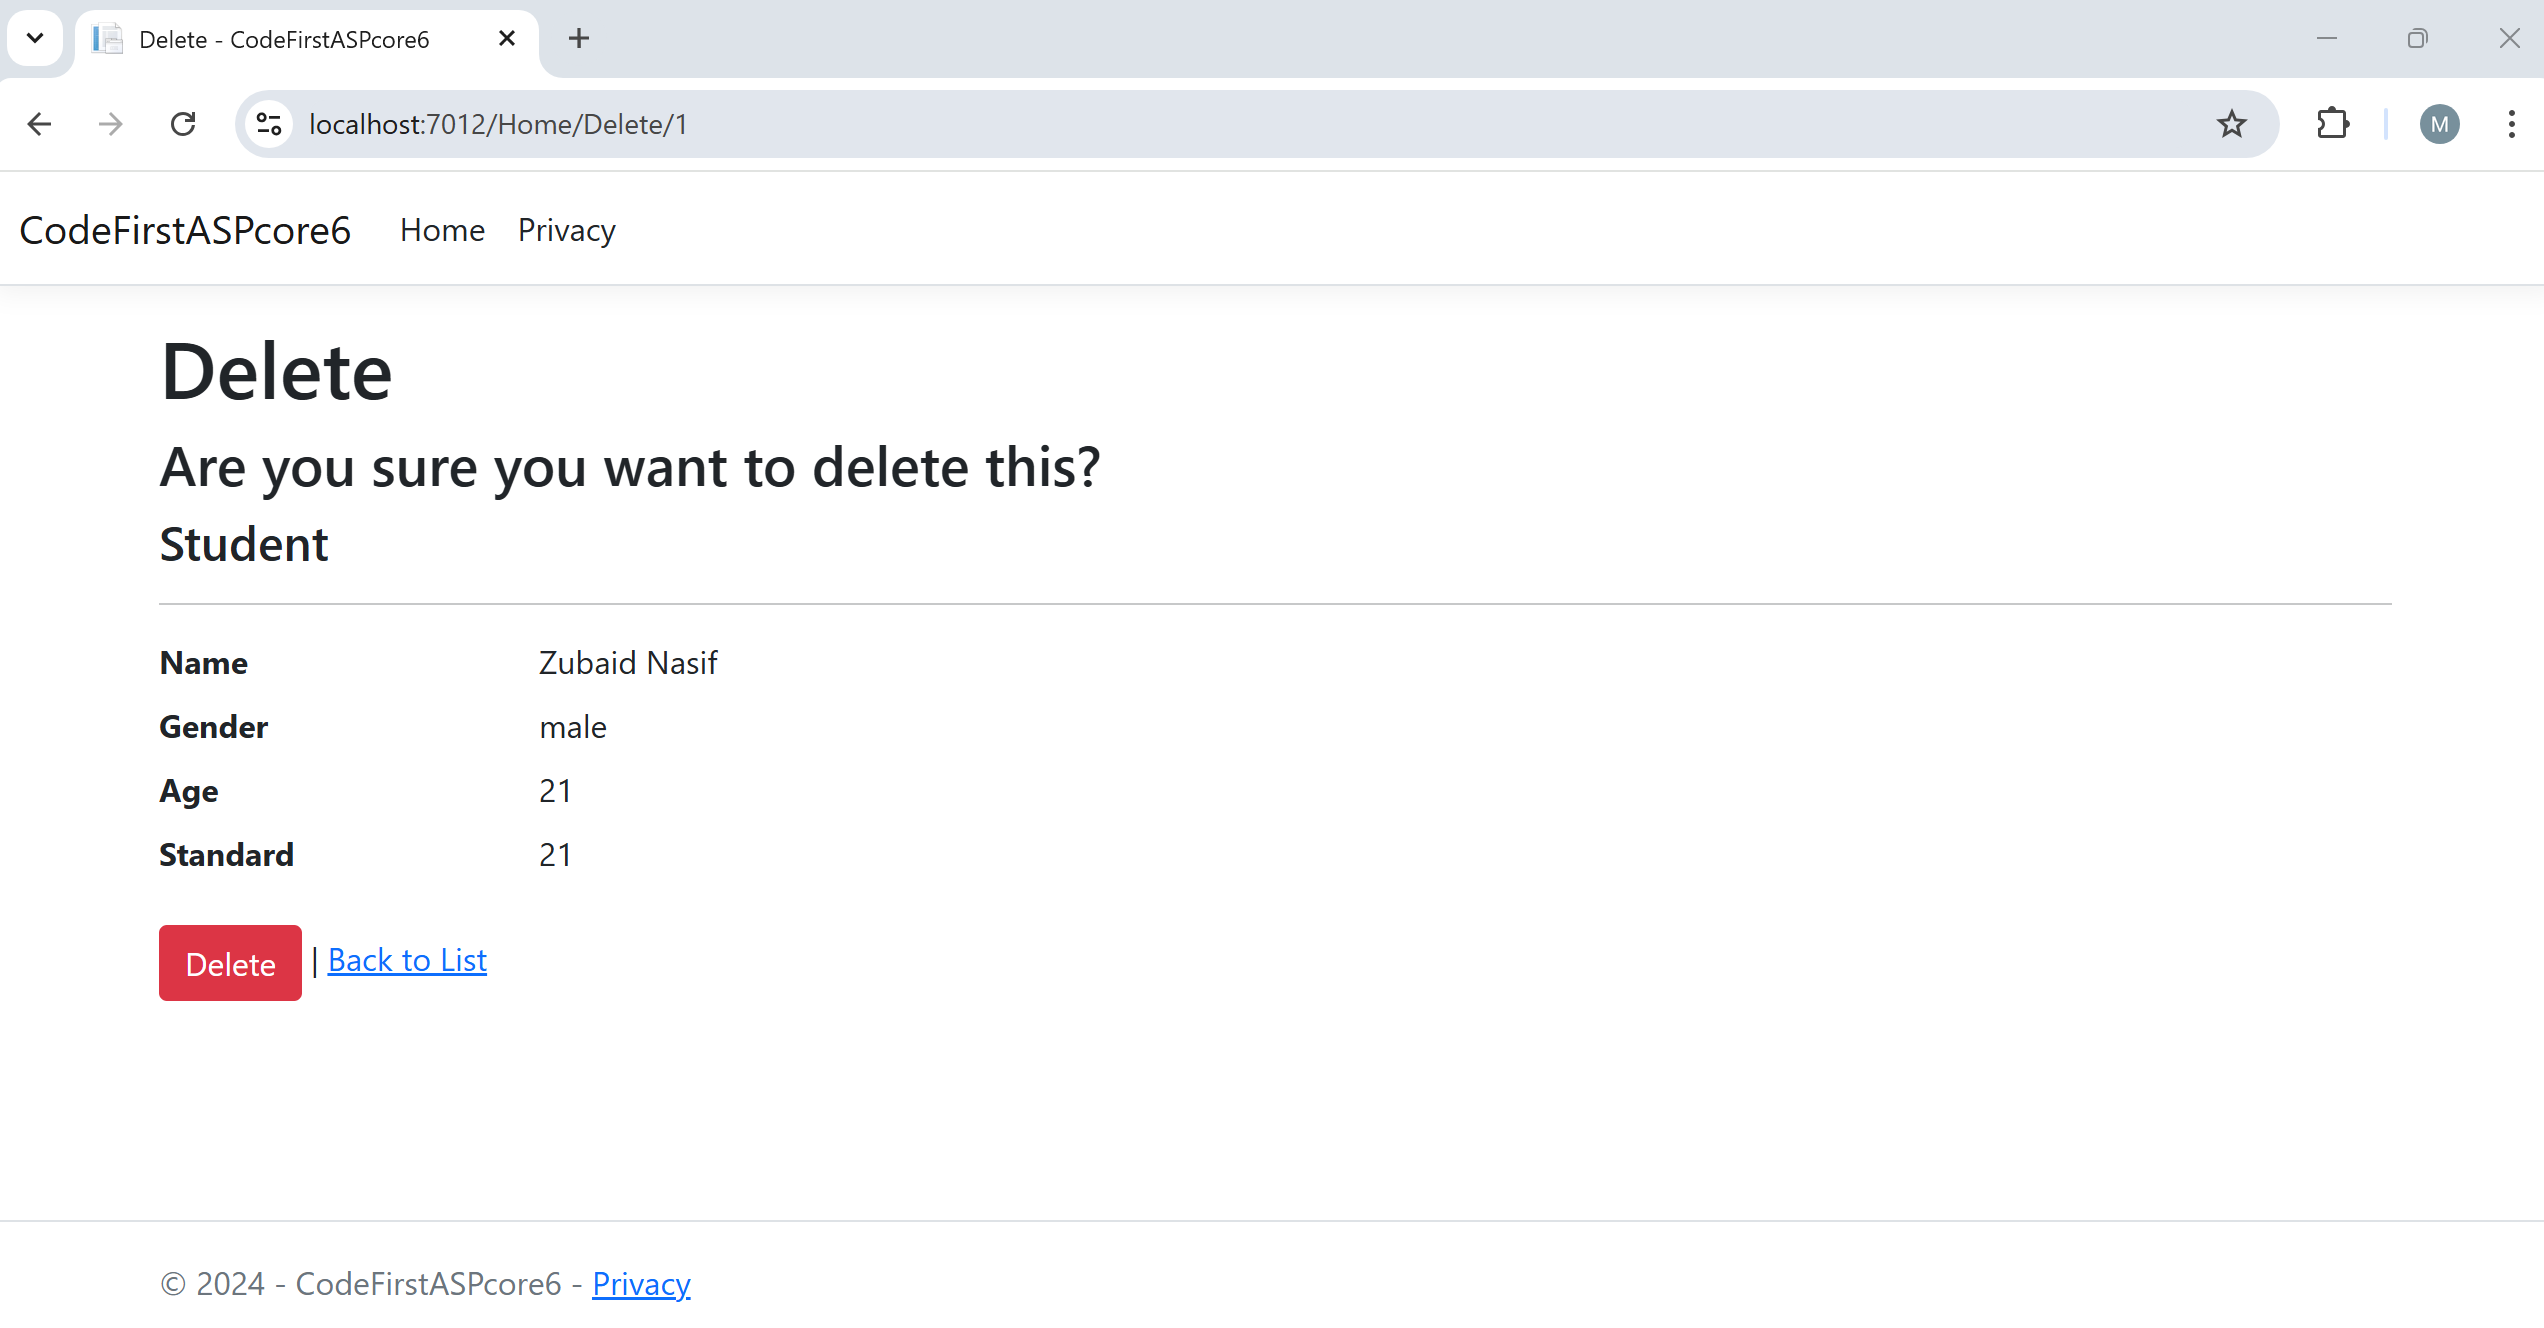 Delete - CodeFirstASPcore6
localhost:7012/Home/Delete/1
M
CodeFirstASPcore6 Home Privacy
Delete
Are you sure you want to delete this?
Student
Name Zubaid Nasif
Gender male
Age 21
Standard 21
Delete | Back to List
© 2024 - CodeFirstASPcore6 - Privacy